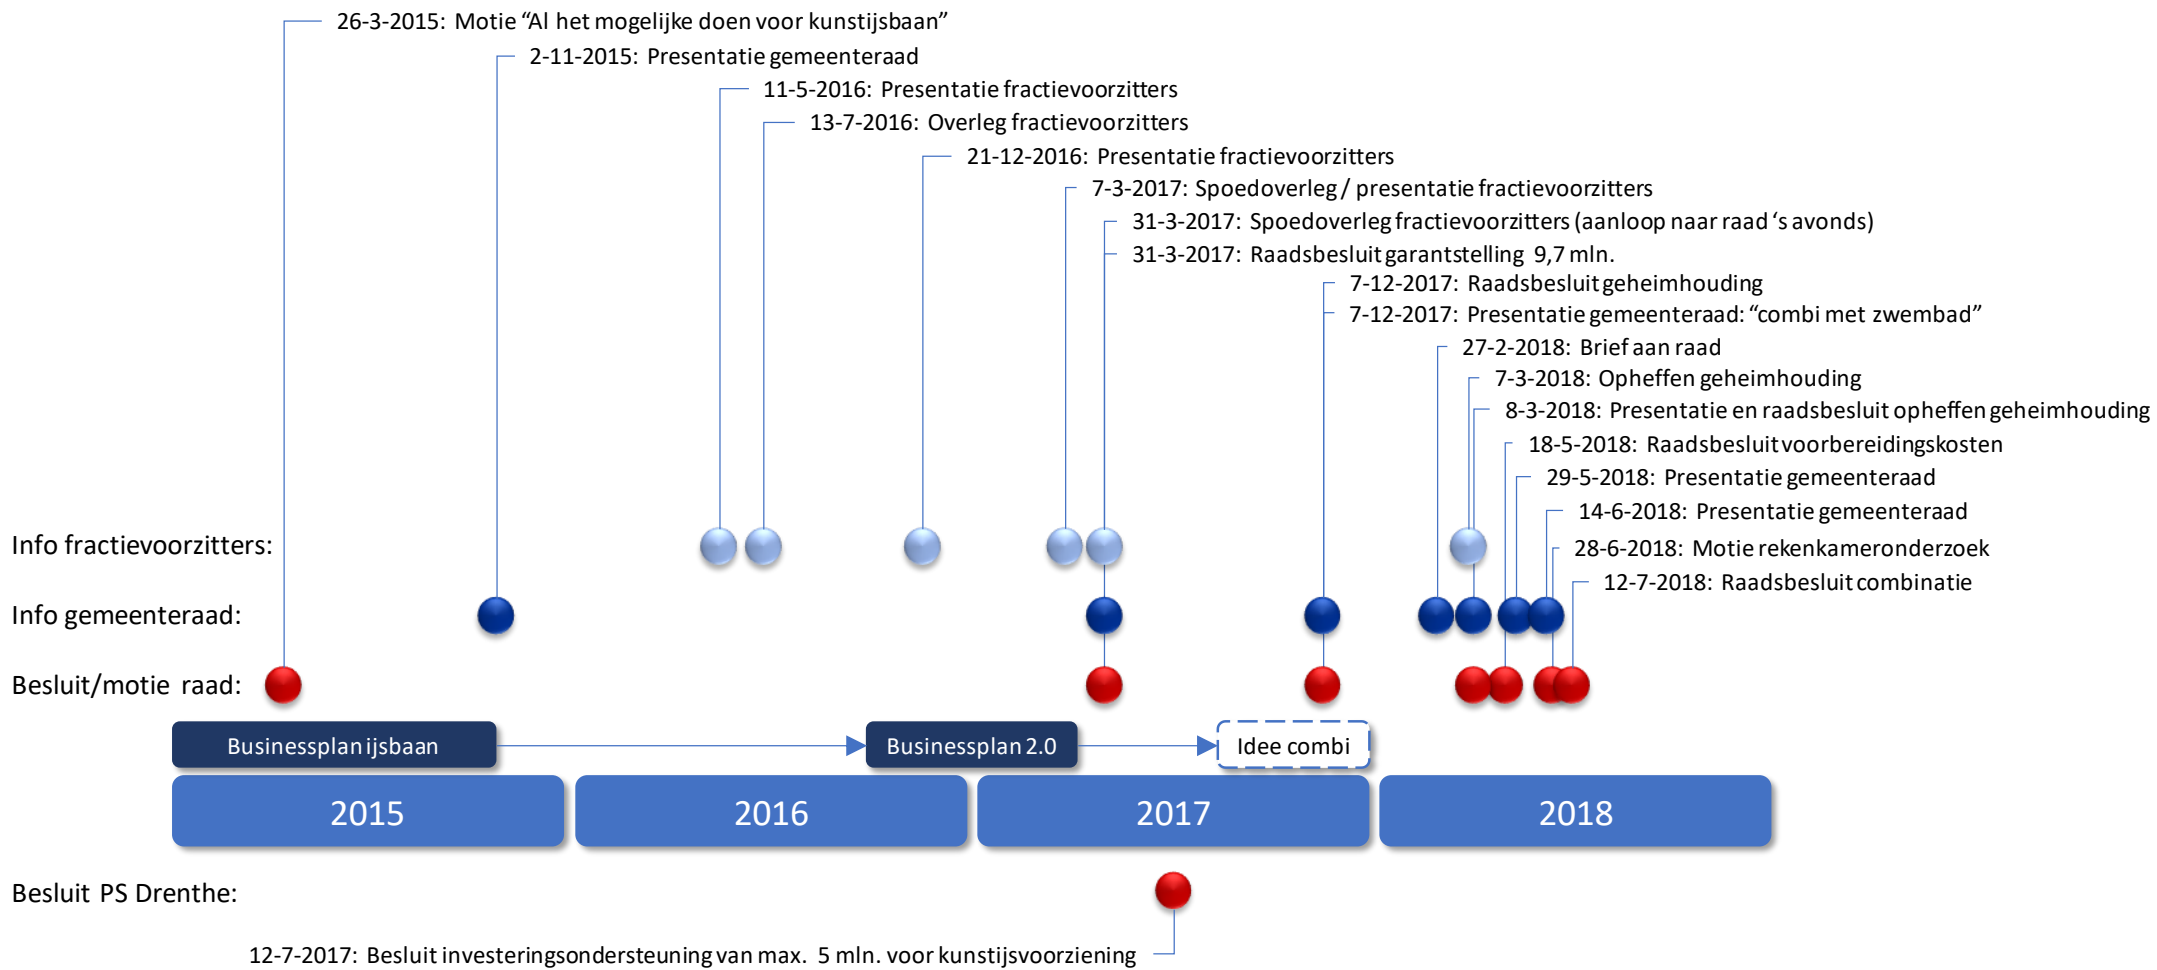 26-3-2015: Motie “Al het mogelijke doen voor kunstijsbaan”
2-11-2015: Presentatie gemeenteraad
11-5-2016: Presentatie fractievoorzitters
13-7-2016: Overleg fractievoorzitters
21-12-2016: Presentatie fractievoorzitters
7-3-2017: Spoedoverleg / presentatie fractievoorzitters
31-3-2017: Spoedoverleg fractievoorzitters (aanloop naar raad ‘s avonds)
31-3-2017: Raadsbesluit garantstelling 9,7 mln.
7-12-2017: Raadsbesluit geheimhouding
7-12-2017: Presentatie gemeenteraad: “combi met zwembad”
27-2-2018: Brief aan raad
7-3-2018: Opheffen geheimhouding
8-3-2018: Presentatie en raadsbesluit opheffen geheimhouding
18-5-2018: Raadsbesluit voorbereidingskosten
29-5-2018: Presentatie gemeenteraad
14-6-2018: Presentatie gemeenteraad
Info fractievoorzitters:
28-6-2018: Motie rekenkameronderzoek
12-7-2018: Raadsbesluit combinatie
Info gemeenteraad:
Besluit/motie raad:
Businessplan ijsbaan
Businessplan 2.0
Idee combi
2015
2016
2017
2018
Besluit PS Drenthe:
12-7-2017: Besluit investeringsondersteuning van max. 5 mln. voor kunstijsvoorziening